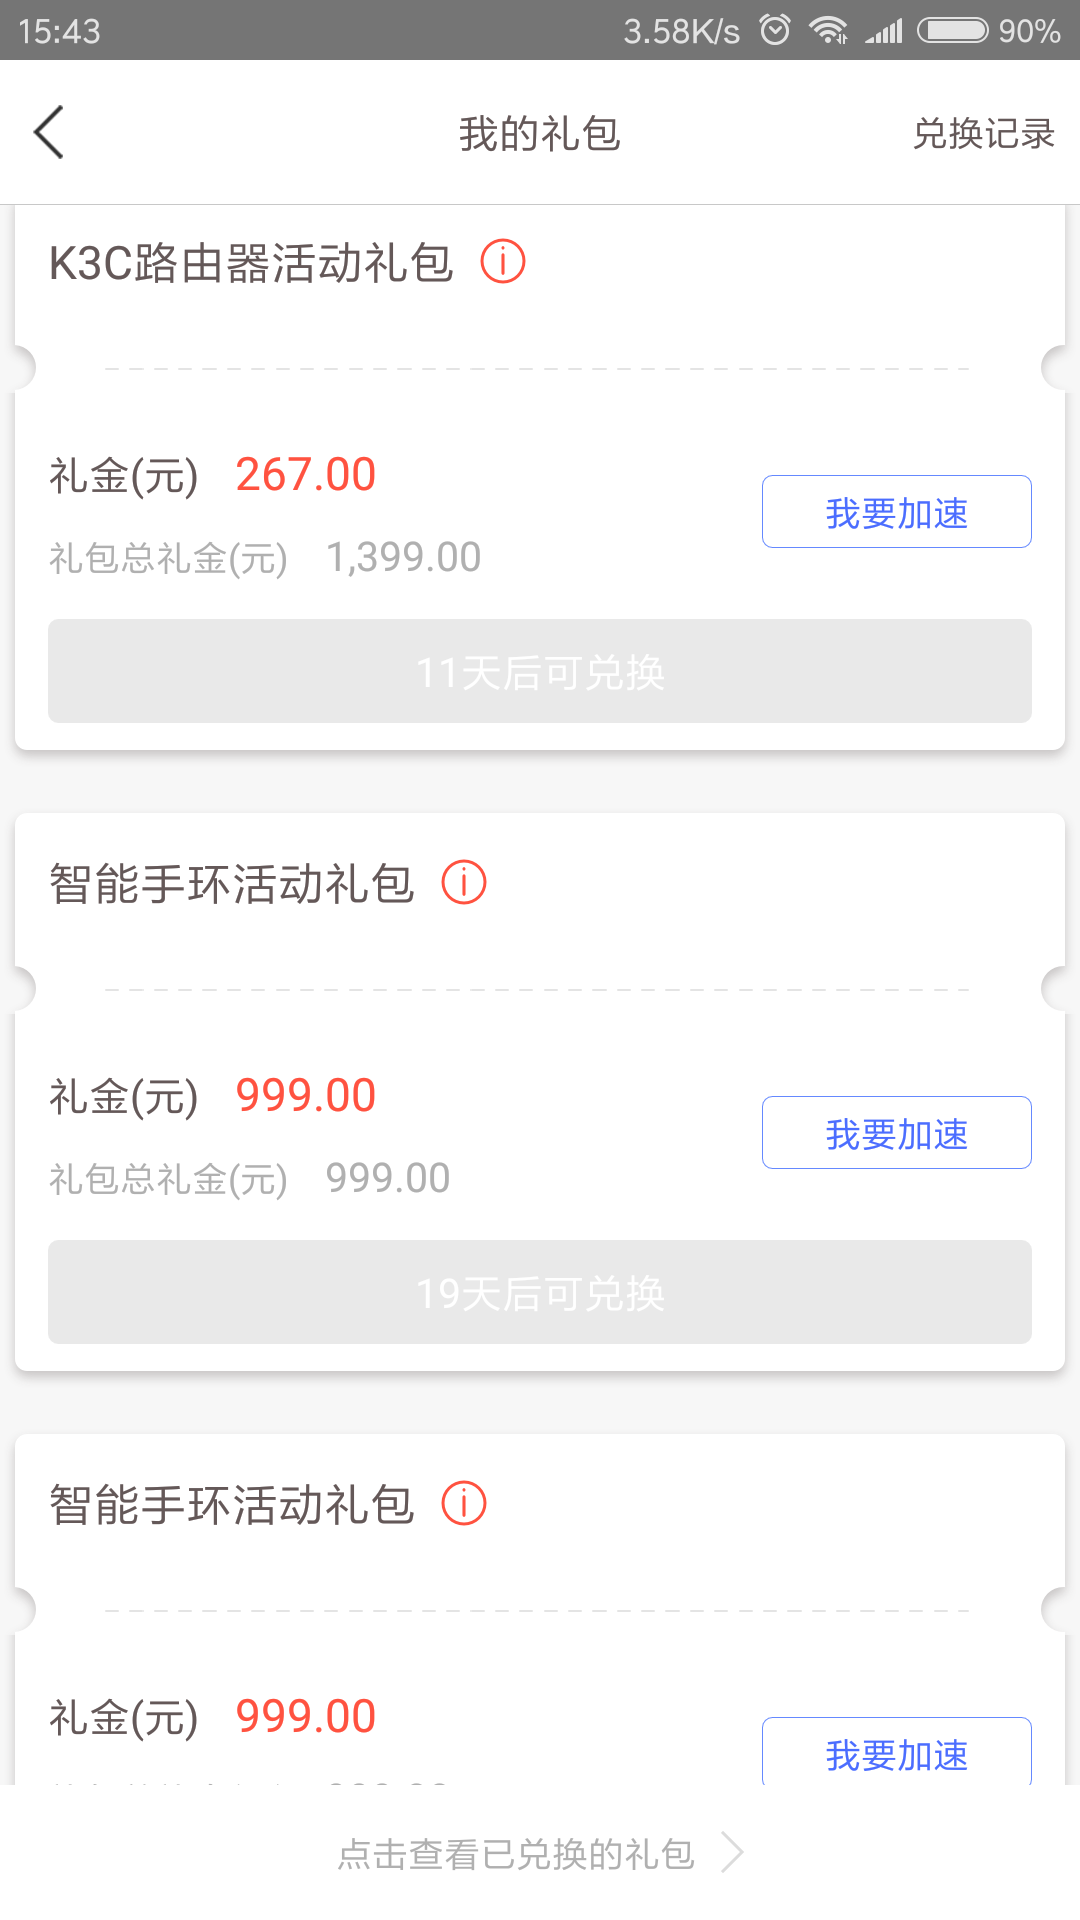 15:43 3.58K/s 90%
我的礼包 兑换记录
K3C路由器活动礼包
礼金(元) 267.00
我要加速
礼包总礼金(元) 1,399.00
11天后可兑换
智能手环活动礼包
礼金(元) 999.00
我要加速
礼包总礼金(元) 999.00
19天后可兑换
智能手环活动礼包
礼金(元) 999.00
我要加速
点击查看已兑换的礼包